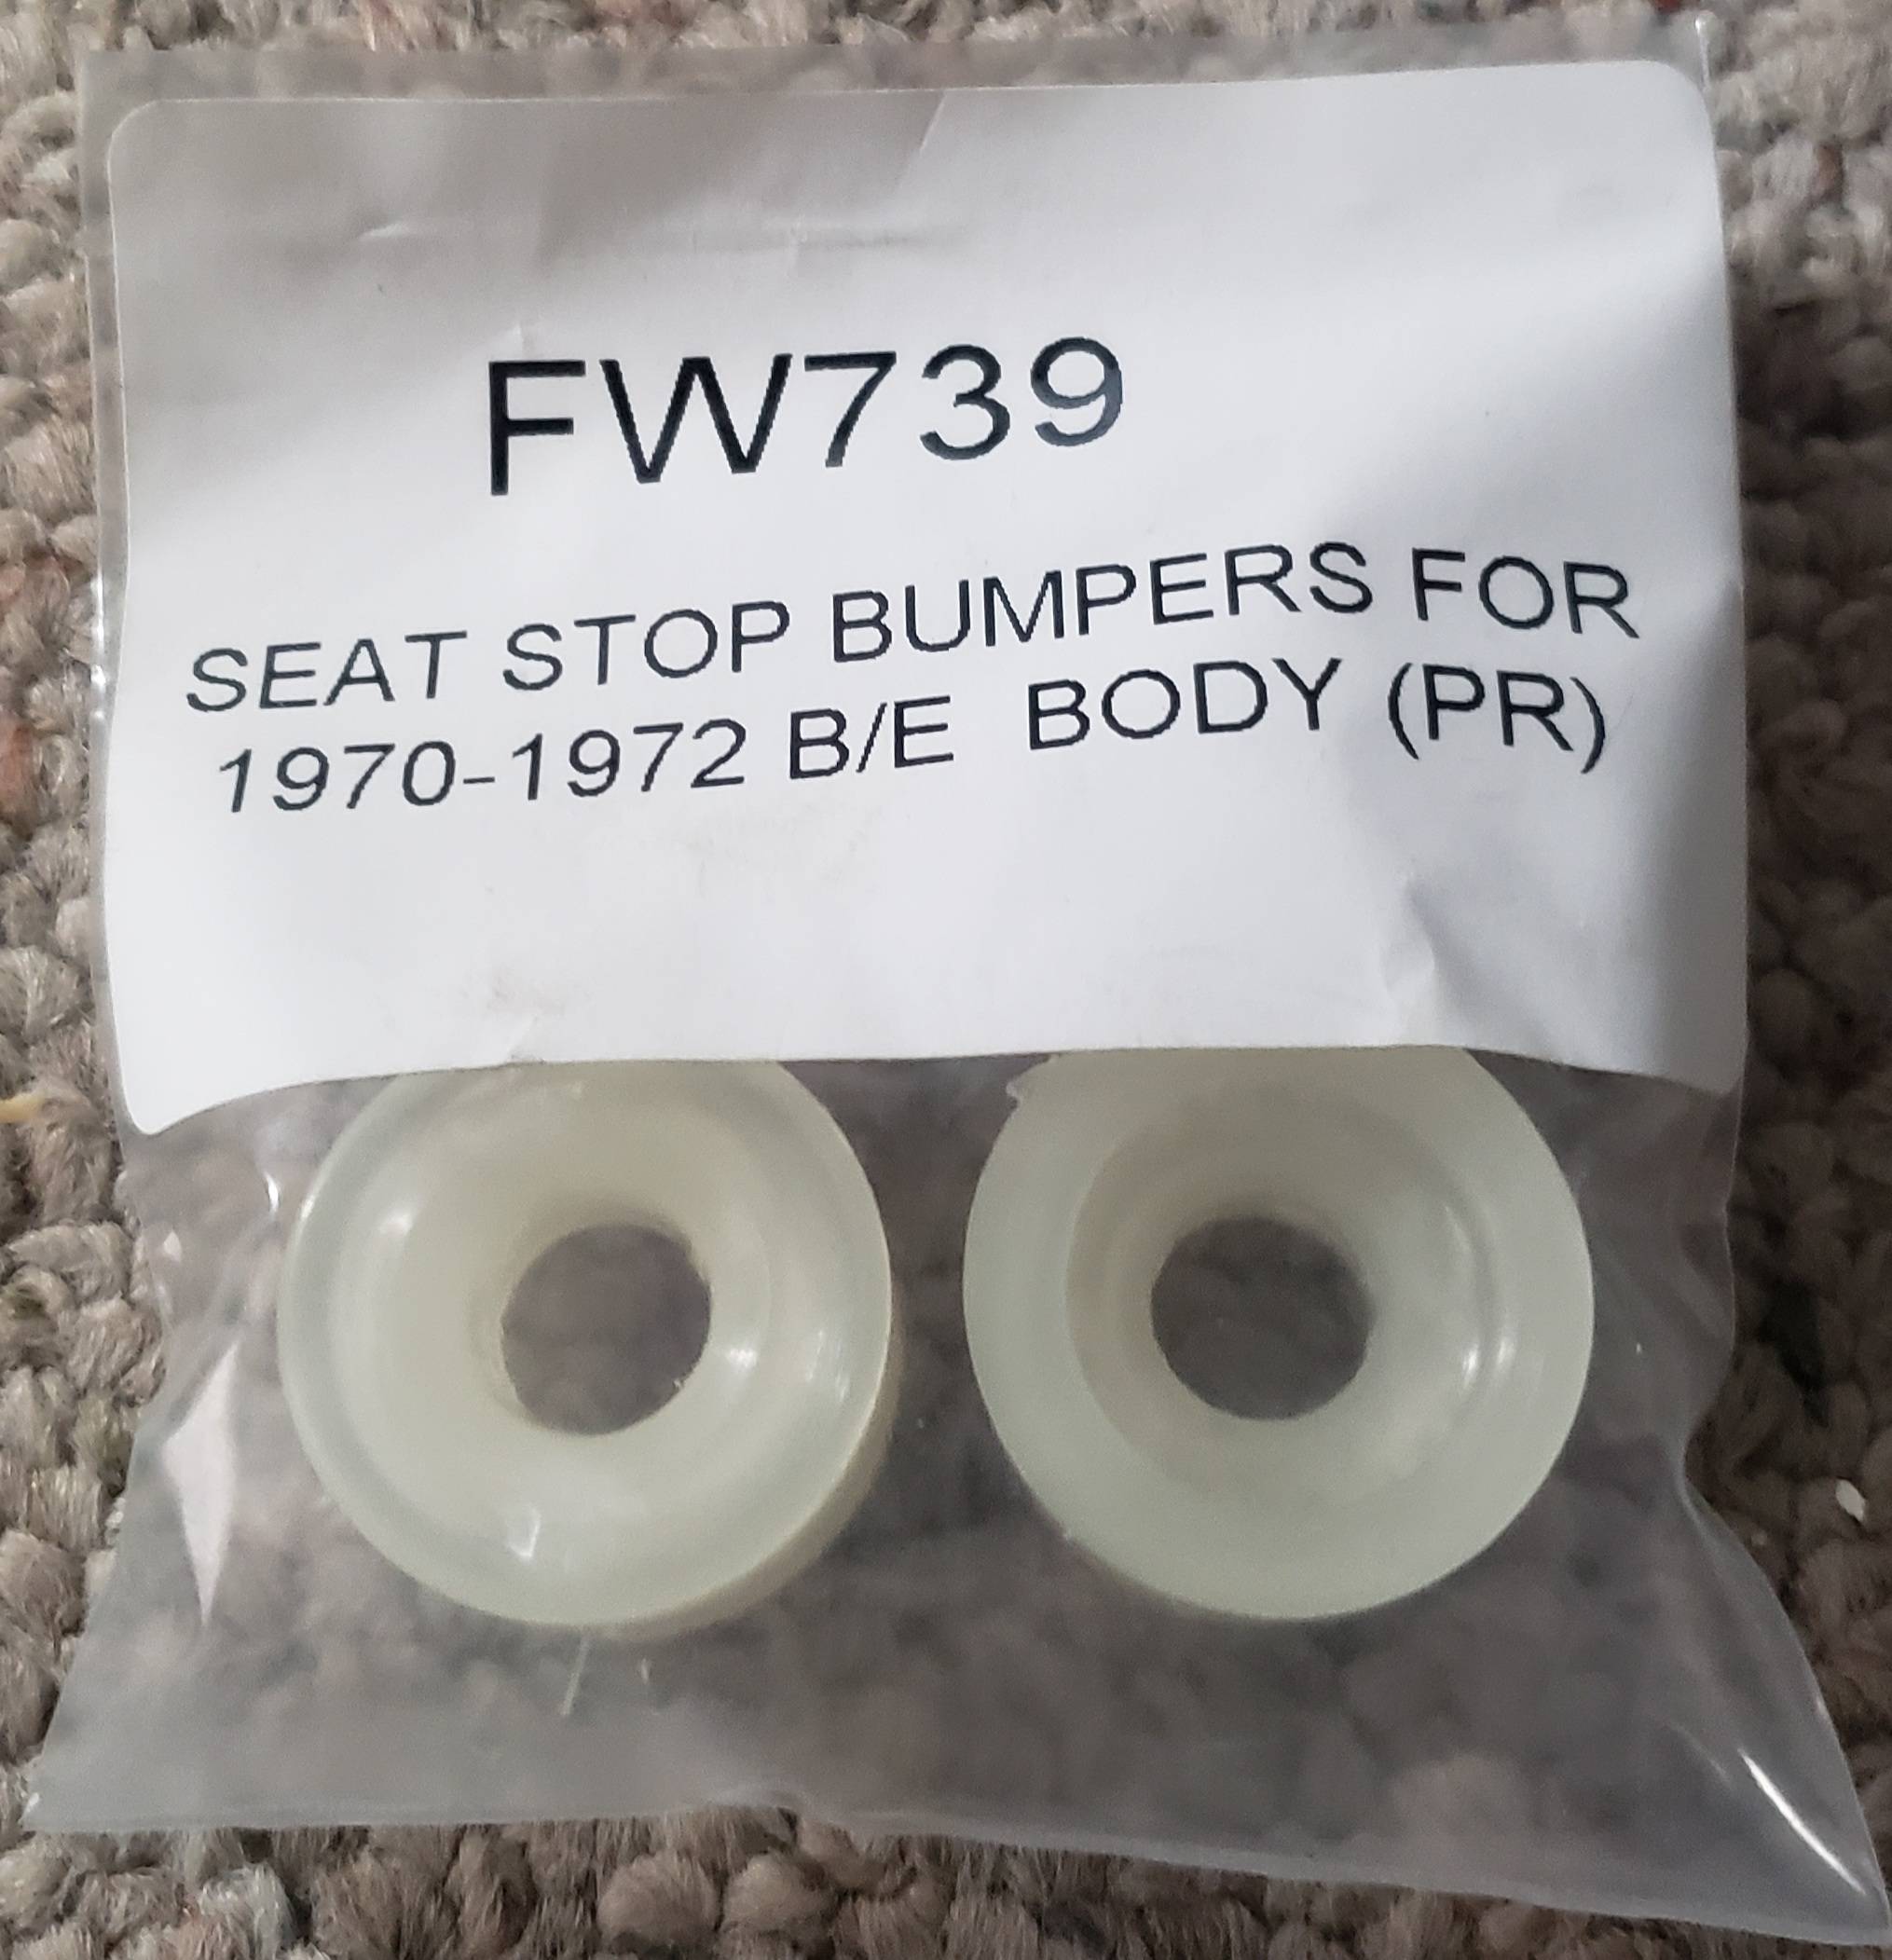 FW739
SEAT STOP BUMPERS FOR
1970-1972 B/E BODY (PR)